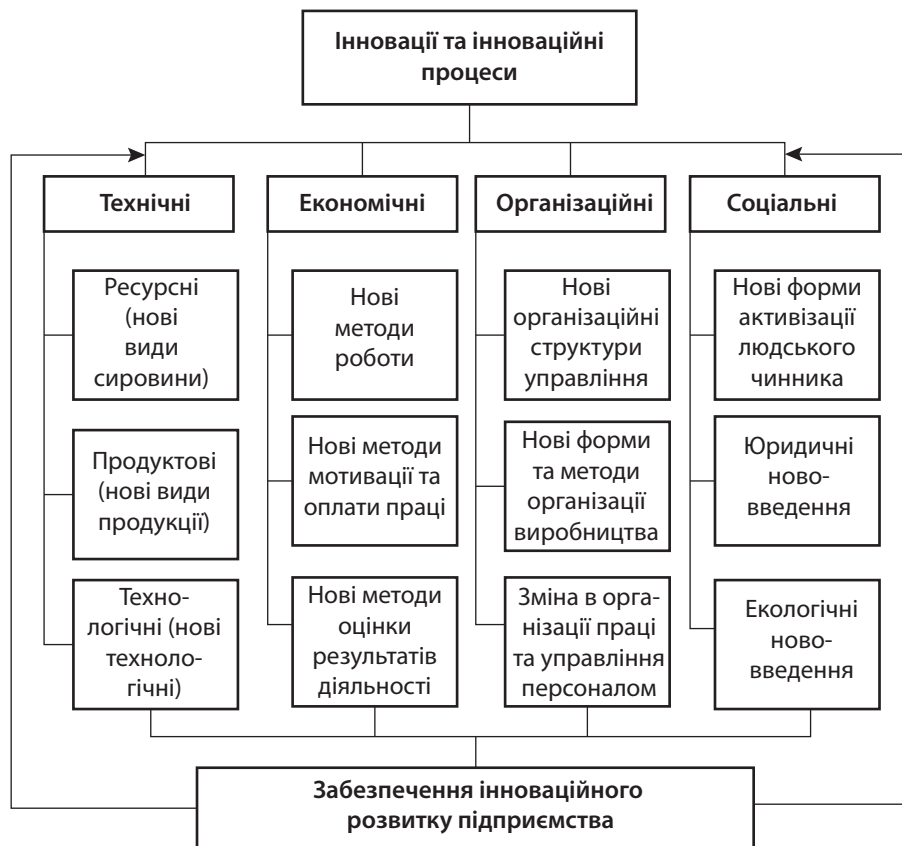 Інновації та інноваційні
процеси
Технічні
Економічні
Організаційні
Соціальні
Ресурсні
(нові
види
сировини)
Нові
методи
роботи
Нові
організаційні
структури
управління
Нові форми
активізації
людського
чинника
Продуктові
(нові види
продукції)
Нові методи
мотивації та
оплати праці
Нові форми
та методи
організації
виробництва
Юридичні
ново-
введення
Техно-
логічні (нові
техноло-
гічні)
Нові методи
оцінки
результатів
діяльності
Зміна в орга-
нізації праці
та управління
персоналом
Екологічні
ново-
введення
Забезпечення інноваційного
розвитку підприємства